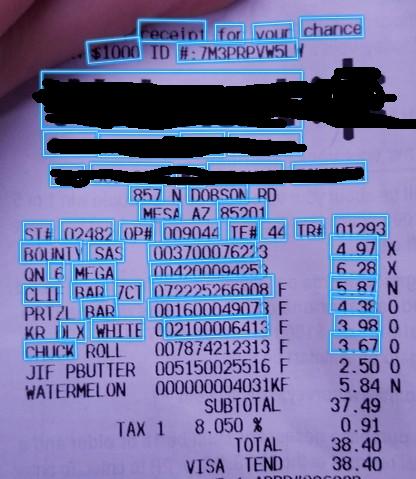 receipt for your chance
$1000 ID #:7M3PRPVW5L
857 N DOBSON RD
MESA AZ 85201
ST# 02482 OP# 009044 TE# 44 TR# 01293
BOUNTY SAS 003700076223 4.97 X
QN 6 MEGA 004200094253 6.28 X
BAR 7CT 072225266008 F 5.87 N
PRTZL BAR 001600049073 F 4.38 O
KR DLX WHITE 002100006413 F 3.98 O
CHUCK ROLL 007874212313 F 3.67 O
JIF PBUTTER 005150025516 F 2.50 O
WATERMELON 000000004031KF 5.84 N
SUBTOTAL 37.49
TAX 1 8.050 % 0.91
TOTAL 38.40
VISA TEND 38.40